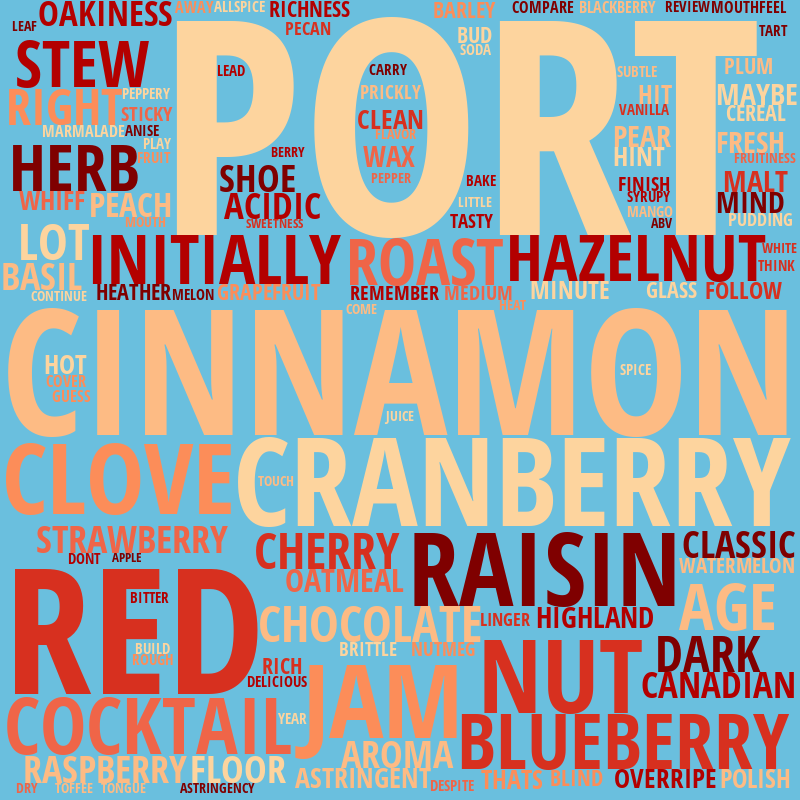 OAKINESS AWAY ALLSPICE RICHNESS BARLEY COMPARE BLACKBERRY REVIEW MOUTHFEEL
LEAF PECAN TART
PORT
STEW LEAD CARRY BUD SODA SUBTLE PLUM
RIGHT PEPPERY PRICKLY HIT MAYBE
STICKY CLEAN VANILLA CEREAL
MARMALADE ANISE FLAVOR PEAR FRESH
PLAY BERRY WAX HINT
HERB FRUIT SHOE PEPPER BAKE FINISH MALT FRUITINESS
WHIFF PEACH ACIDIC LITTLE SYRUPY MIND
MANGO PUDDING
SWEETNESS TASTY ABV
LOT INITIALLY ROAST HAZELNUT WHITE
BASIL THINK
CONTINUE HEATHER MELON GRAPEFRUIT REMEMBER MEDIUM MINUTE GLASS FOLLOW
COME HEAT
CINNAMON
HOT SPICE
COVER
GUESS JUICE
CLOVE CRANBERRY
TOUCH
STRAWBERRY CHERRY RAISIN CLASSIC
DONT APPLE WATERMELON
RED OATMEAL AGE
BITTER CHOCOLATE LINGER HIGHLAND
BUILD BRITTLE NUTMEG NUT DARK
ROUGH RICH JAM
DELICIOUS CANADIAN
COCKTAIL YEAR BLUEBERRY
RASPBERRY FLOOR AROMA
ASTRINGENT DESPITE THATS BLIND OVERRIPE POLISH
DRY TOFFEE TONGUE ASTRINGENCY